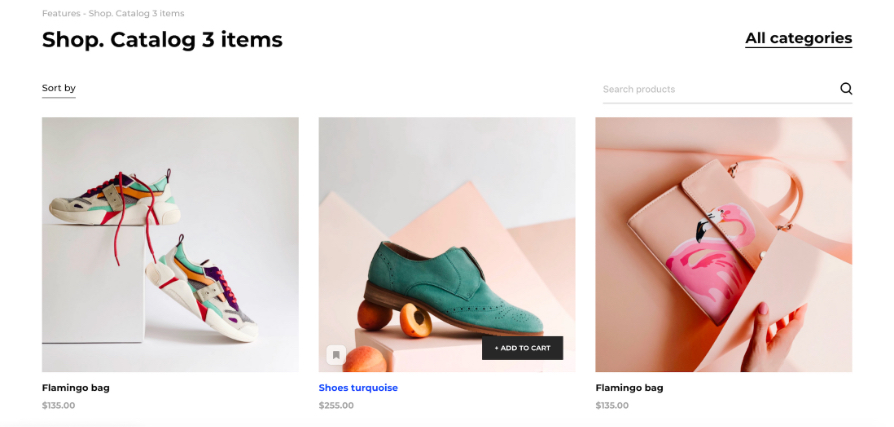 Features - Shop. Catalog 3 items
Shop. Catalog 3 items
All categories
Sort by
Search products
+ ADD TO CART
Flamingo bag
Shoes turquoise
Flamingo bag
$135.00
$255.00
$135.00